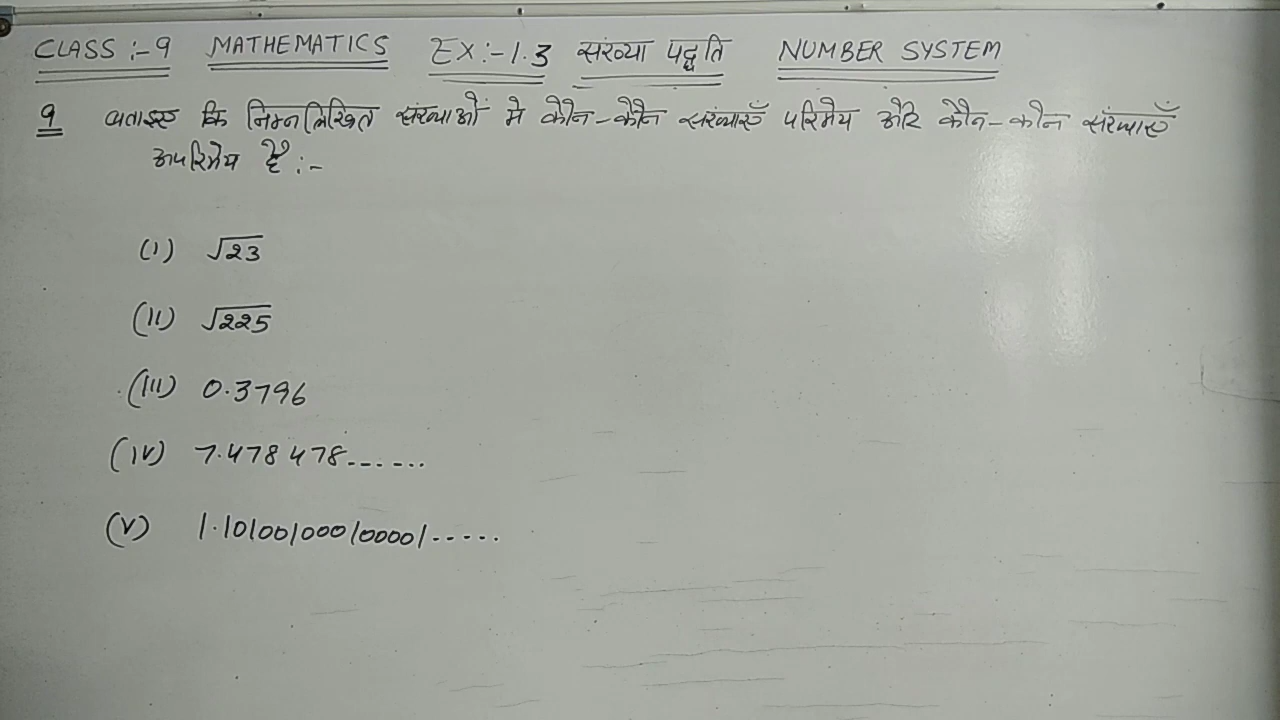 CLASS :- 9 MATHEMATICS EX:-1.3 संख्या पद्धति NUMBER SYSTEM
9 बताइए कि निम्नलिखित संख्याओं मे कौन-कौन संख्याएँ परिमेय और कौन-कौन संख्याएँ
अपरिमेय हैं :-
(i) √23
(ii) √225
(iii) 0.3796
(iv) 7.478478......
(v) 1.101001000100001.....